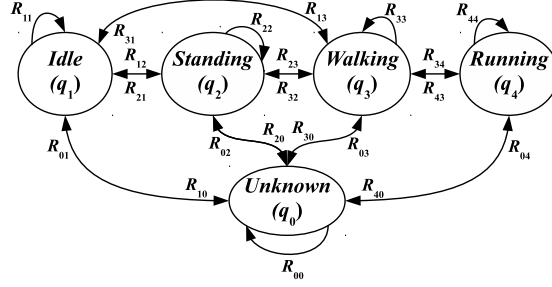 R11
R31
R13
R22
R33
R44
Idle
(q1)
R12
R21
Standing
(q2)
R23
R32
Walking
(q3)
R34
R43
Running
(q4)
R01
R02
R20
R30
R03
R04
R10
Unknown
(q0)
R40
R00